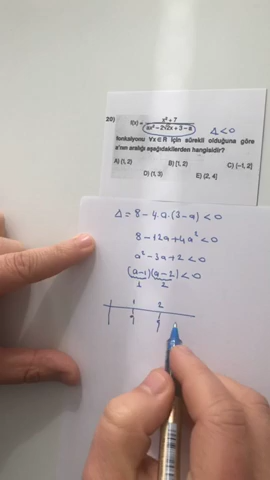 20)
f(x)= x²+7 / ax²-2√2x+3-a Δ<0
fonksiyonu ∀x∈R için sürekli olduğuna göre
a'nın aralığı aşağıdakilerden hangisidir?
A) (1, 2) B) [1, 2) C) (-1, 2]
D) (1, 3) E) (2, 4]
Δ=8-4.a.(3-a)<0
8-12a+4a²<0
a²-3a+2<0
(a-1)(a-2)<0
1 2
1 2